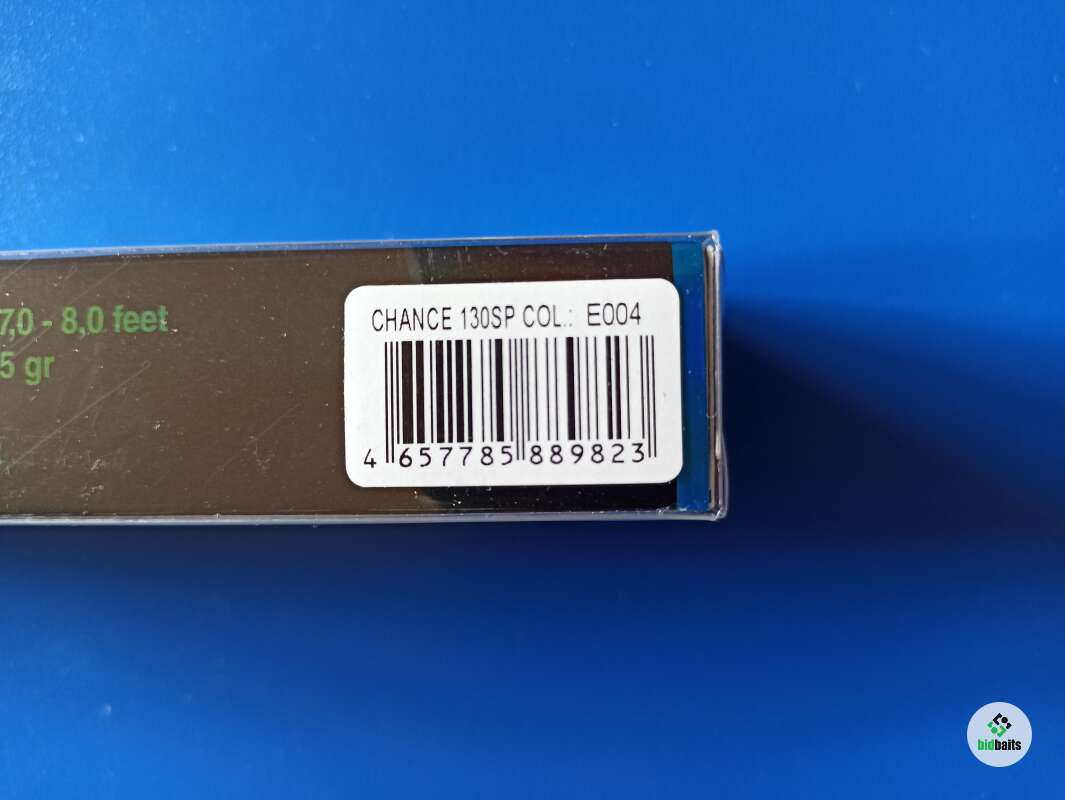 7,0 - 8,0 feet
5 gr
CHANCE 130SP COL.: E004
4 657785 889823
bidbaits